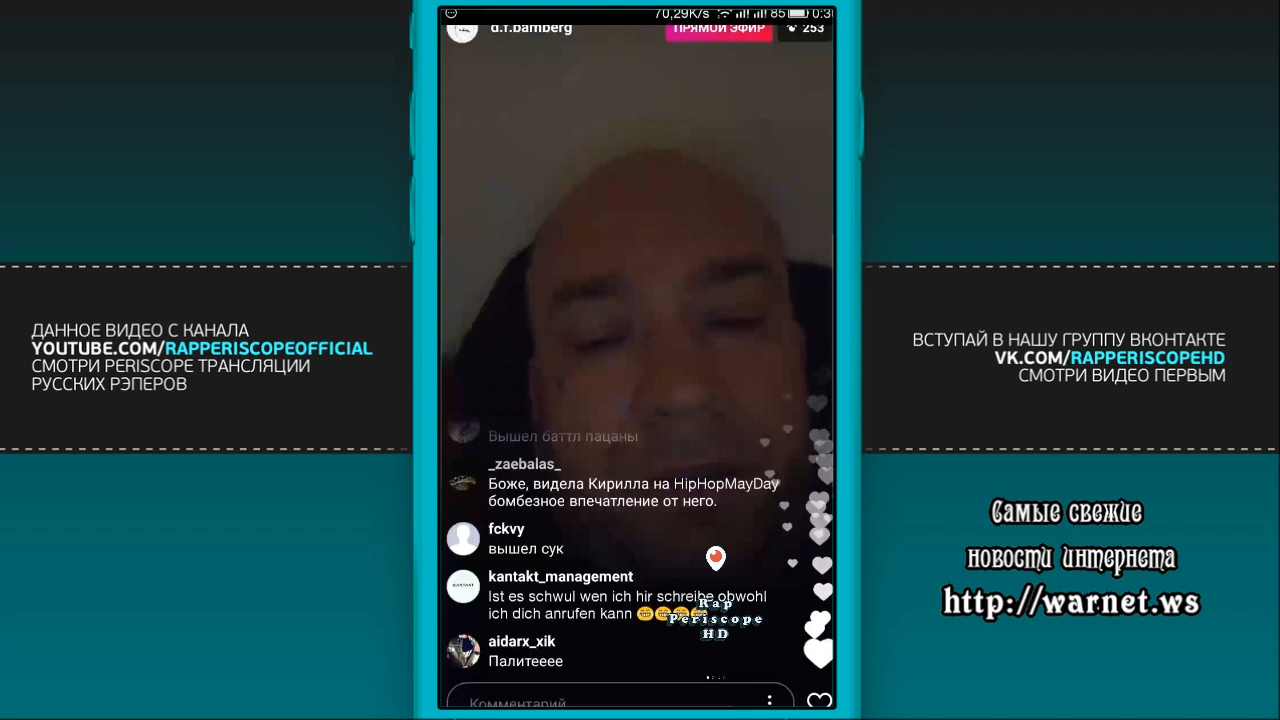 70,29K/s
85
0:3
d.f.bamberg
ПРЯМОЙ ЭФИР
253
ДАННОЕ ВИДЕО С КАНАЛА
YOUTUBE.COM/RAPPERISCOPEOFFICIAL
СМОТРИ PERISCOPE ТРАНСЛЯЦИИ
РУССКИХ РЭПЕРОВ
ВСТУПАЙ В НАШУ ГРУППУ ВКОНТАКТЕ
VK.COM/RAPPERISCOPEHD
СМОТРИ ВИДЕО ПЕРВЫМ
Вышел баттл пацаны
_zaebalas_
Боже, видела Кирилла на HipHopMayDay
бомбезное впечатление от него.
fckvy
вышел сук
kantakt_management
Ist es schwul wen ich hir schreibe obwohl
ich dich anrufen kann 🤓🤓🤓🤓
aidarx_xik
Палитееее
Комментарий
Rap
Periscope
HD
Самые свежие
новости интернета
http://warnet.ws